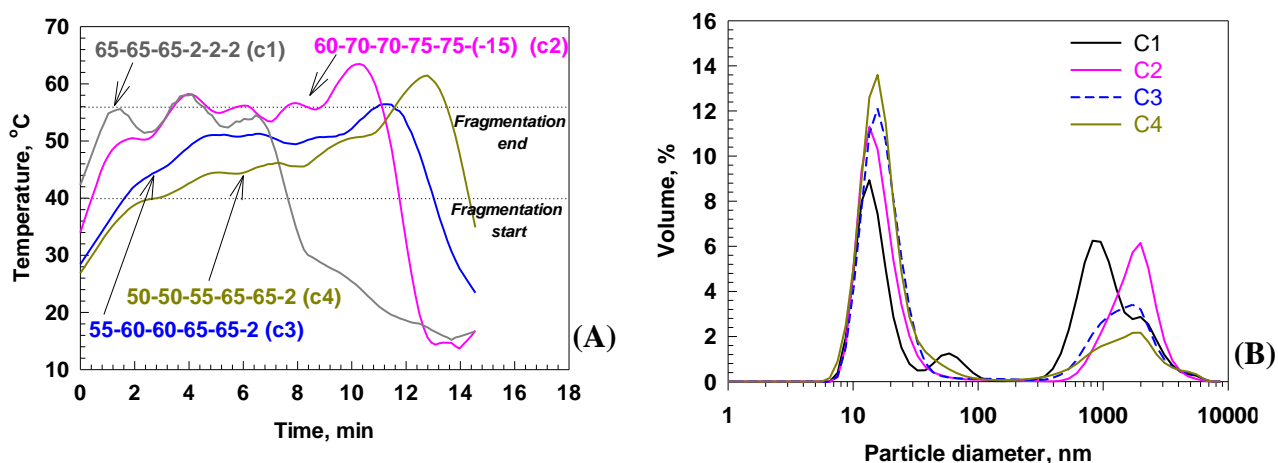 70
60
50
40
30
20
10
0 2 4 6 8 10 12 14 16 18
Temperature, °C
Time, min
65-65-65-2-2-2 (c1)
60-70-70-75-75-(-15) (c2)
Fragmentation
end
Fragmentation
start
50-50-55-65-65-2 (c4)
55-60-60-65-65-2 (c3)
(A)
16
14
12
10
8
6
4
2
0
1 10 100 1000 10000
Volume, %
Particle diameter, nm
C1
C2
C3
C4
(B)